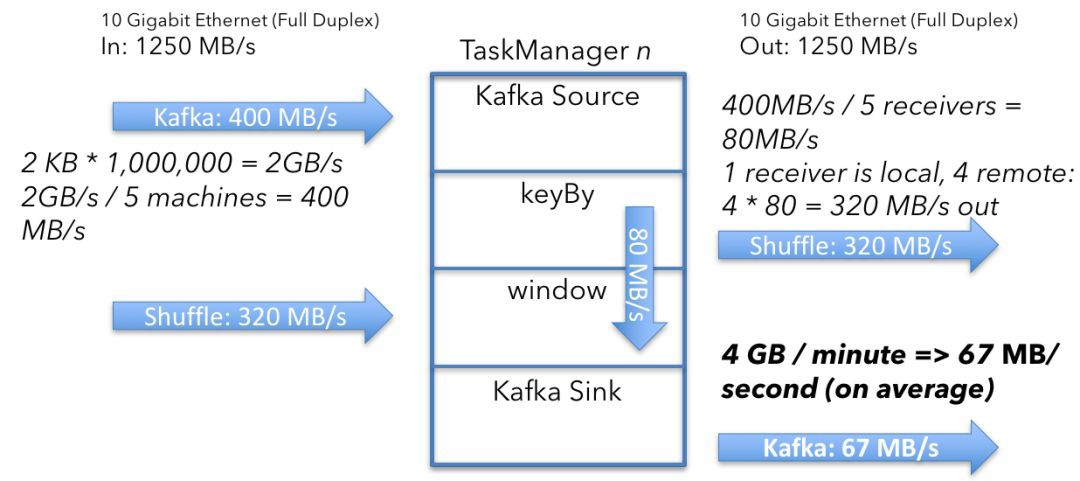 10 Gigabit Ethernet (Full Duplex)
In: 1250 MB/s
Kafka: 400 MB/s
2 KB * 1,000,000 = 2GB/s
2GB/s / 5 machines = 400
MB/s
Shuffle: 320 MB/s
TaskManager n
Kafka Source
keyBy
80 MB/s
window
Kafka Sink
10 Gigabit Ethernet (Full Duplex)
Out: 1250 MB/s
400MB/s / 5 receivers =
80MB/s
1 receiver is local, 4 remote:
4 * 80 = 320 MB/s out
Shuffle: 320 MB/s
4 GB / minute => 67 MB/
second (on average)
Kafka: 67 MB/s